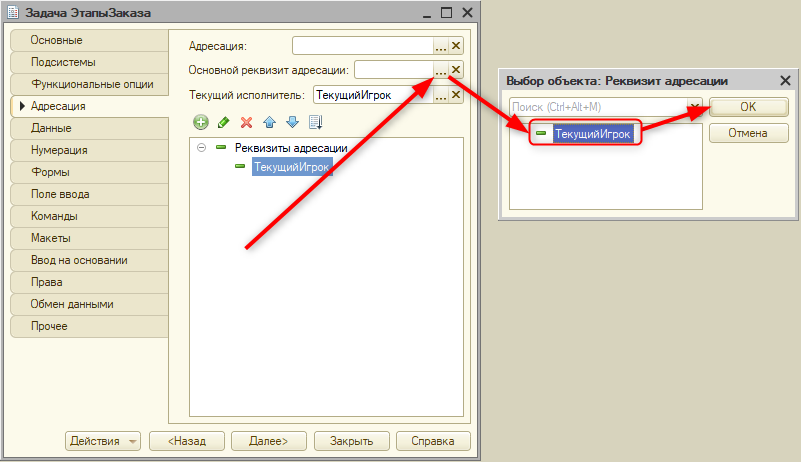 Задача ЭтапыЗаказа
Основные
Подсистемы
Функциональные опции
Адресация
Данные
Нумерация
Формы
Поле ввода
Команды
Макеты
Ввод на основании
Права
Обмен данными
Прочее
Адресация:
...
Основной реквизит адресации:
...
Текущий исполнитель: ТекущийИгрок
...
Реквизиты адресации
ТекущийИгрок
Действия
<Назад
Далее>
Закрыть
Справка
Выбор объекта: Реквизит адресации
Поиск (Ctrl+Alt+M)
OK
ТекущийИгрок
Отмена